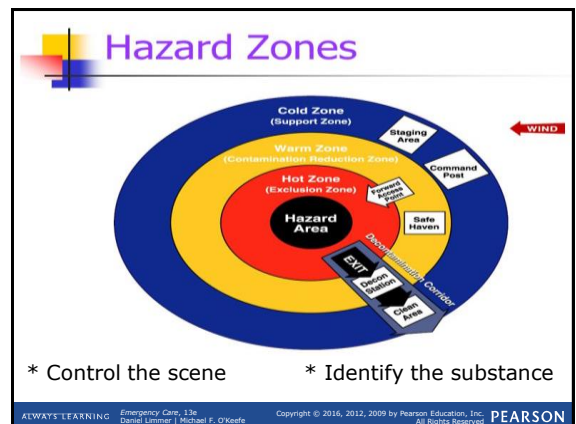 Hazard Zones
Cold Zone
(Support Zone)
Staging
Area
WIND
Warm Zone
(Contamination Reduction Zone)
Command
Post
Hot Zone
(Exclusion Zone)
Forward
Access
Point
Hazard
Area
Safe
Haven
Decontamination Corridor
EXIT
Decon
Station
Clean
Area
* Control the scene
* Identify the substance
ALWAYS LEARNING
Emergency Care, 13e
Daniel Limmer | Michael F. O'Keefe
Copyright © 2016, 2012, 2009 by Pearson Education, Inc.
All Rights Reserved
PEARSON